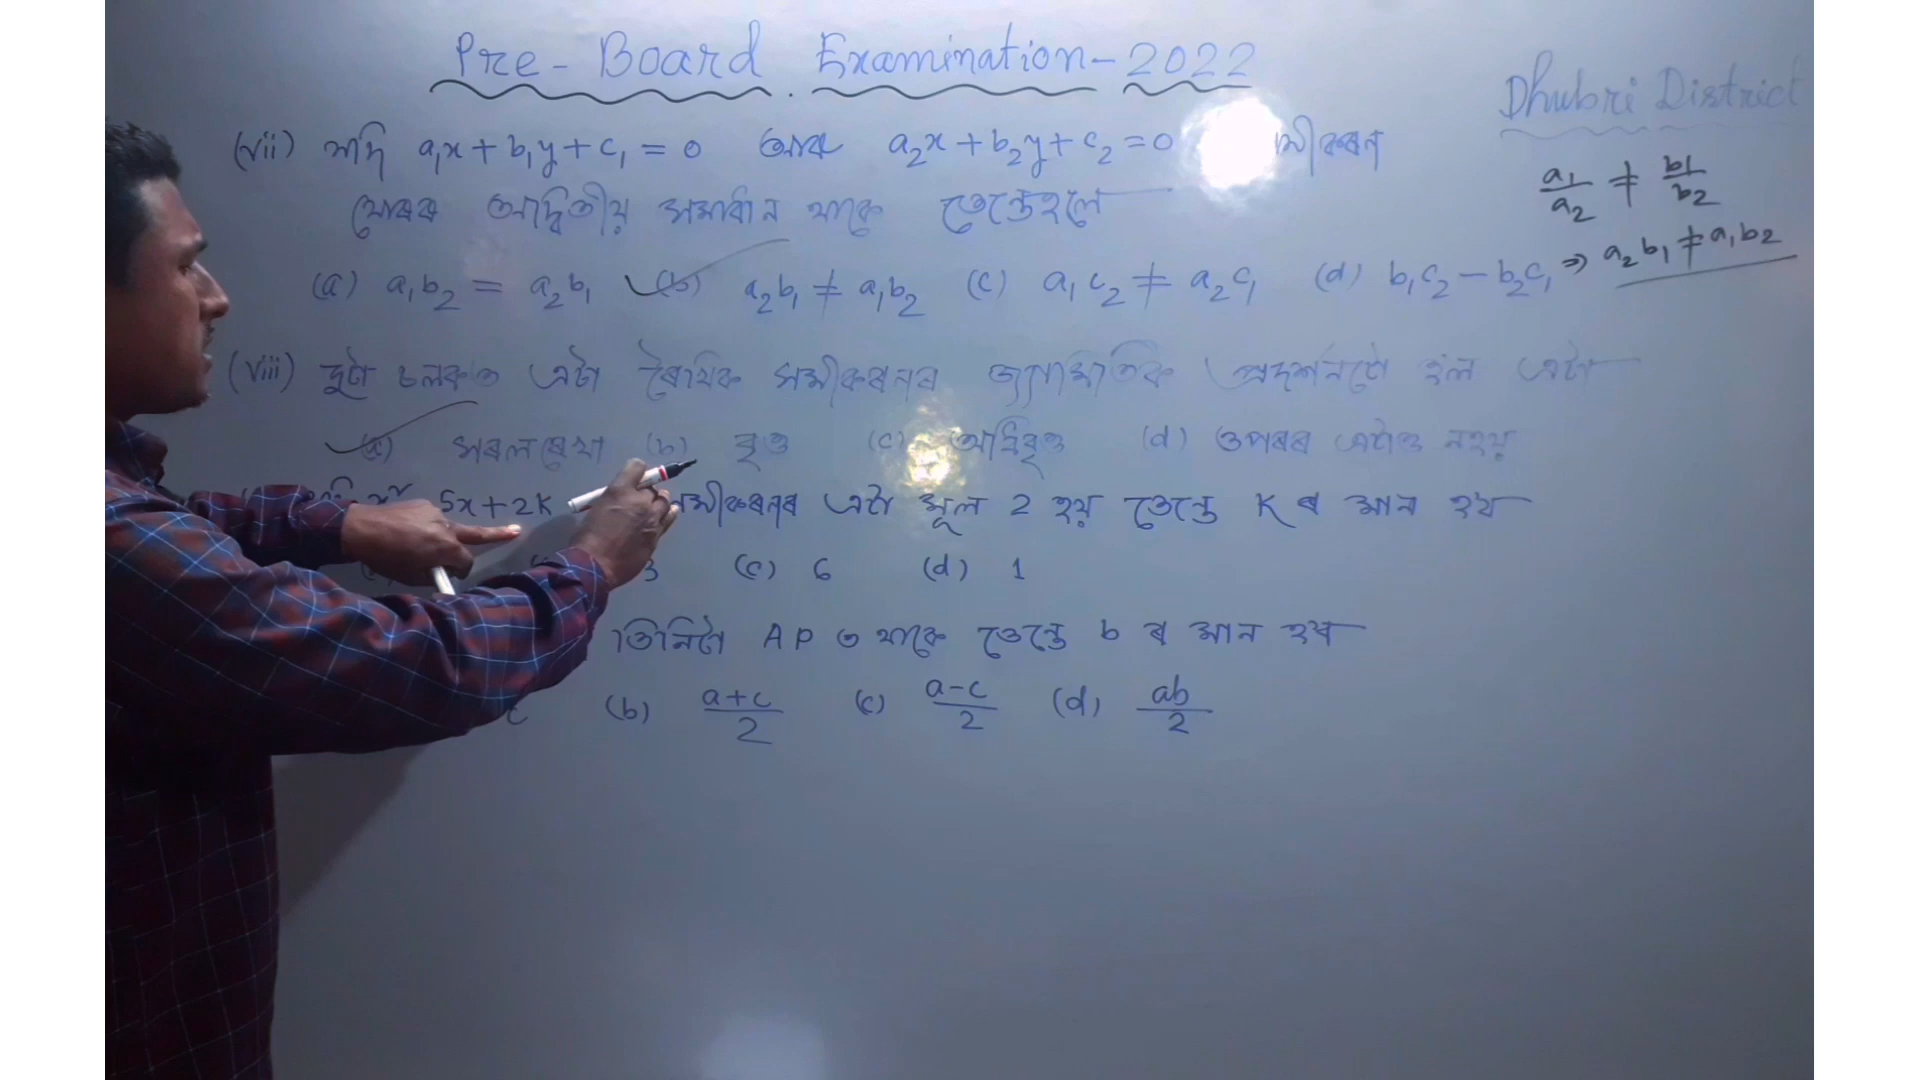 Pre-Board Examination-2022
Dhubri District
(vii) যদি a₁x + b₁y + c₁ = 0 আৰু a₂x + b₂y + c₂ = 0 মীকৰণ
যোৰৰ অদ্বিতীয় সমাধান থাকে তেন্তেহলে
(a) a₁b₂ = a₂b₁ (b) a₂b₁ ≠ a₁b₂ (c) a₁c₂ ≠ a₂c₁ (d) b₁c₂ - b₂c₁
a₁/a₂ ≠ b₁/b₂
⇒ a₂b₁ ≠ a₁b₂
(viii) দুটা চলকত এটা ৰৈখিক সমীকৰণৰ জ্যামিতিক প্ৰদৰ্শনটো হ'ল এটা
(a) সৰলৰেখা (b) বৃত্ত (c) অধিবৃত্ত (d) ওপৰৰ এটাও নহয়
5x + 2k মীকৰণৰ এটা মূল 2 হয় তেন্তে K ৰ মান হব
3 (c) 6 (d) 1
তিনিটা AP ত থাকে তেন্তে b ৰ মান হব
c (b) a+c/2 (c) a-c/2 (d) ab/2